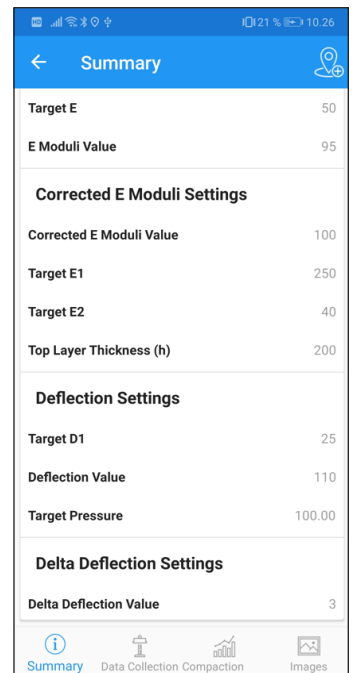 HD 21 % 10.26
Summary
Target E 50
E Moduli Value 95
Corrected E Moduli Settings
Corrected E Moduli Value 100
Target E1 250
Target E2 40
Top Layer Thickness (h) 200
Deflection Settings
Target D1 25
Deflection Value 110
Target Pressure 100.00
Delta Deflection Settings
Delta Deflection Value 3
Summary Data Collection Compaction Images